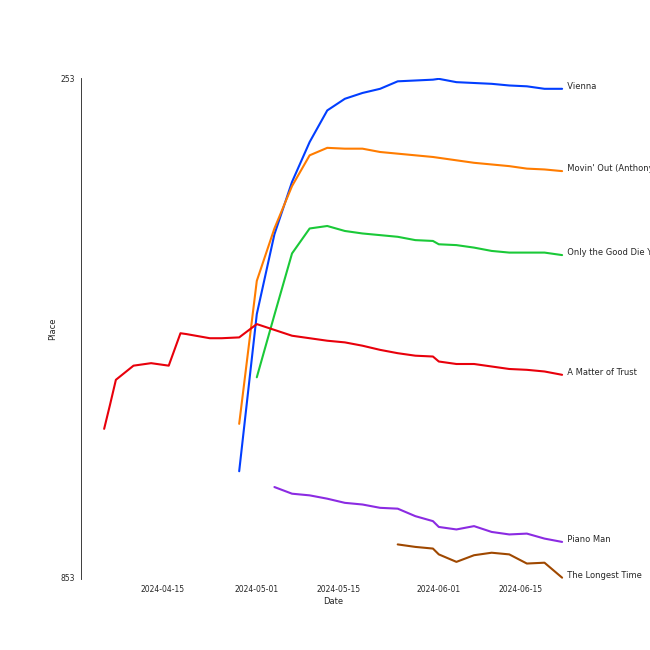 253
Vienna
Movin' Out (Anthony
Only the Good Die
Place
A Matter of Trust
Piano Man
The Longest Time
853
2024-04-15 2024-05-01 2024-05-15 2024-06-01 2024-06-15
Date